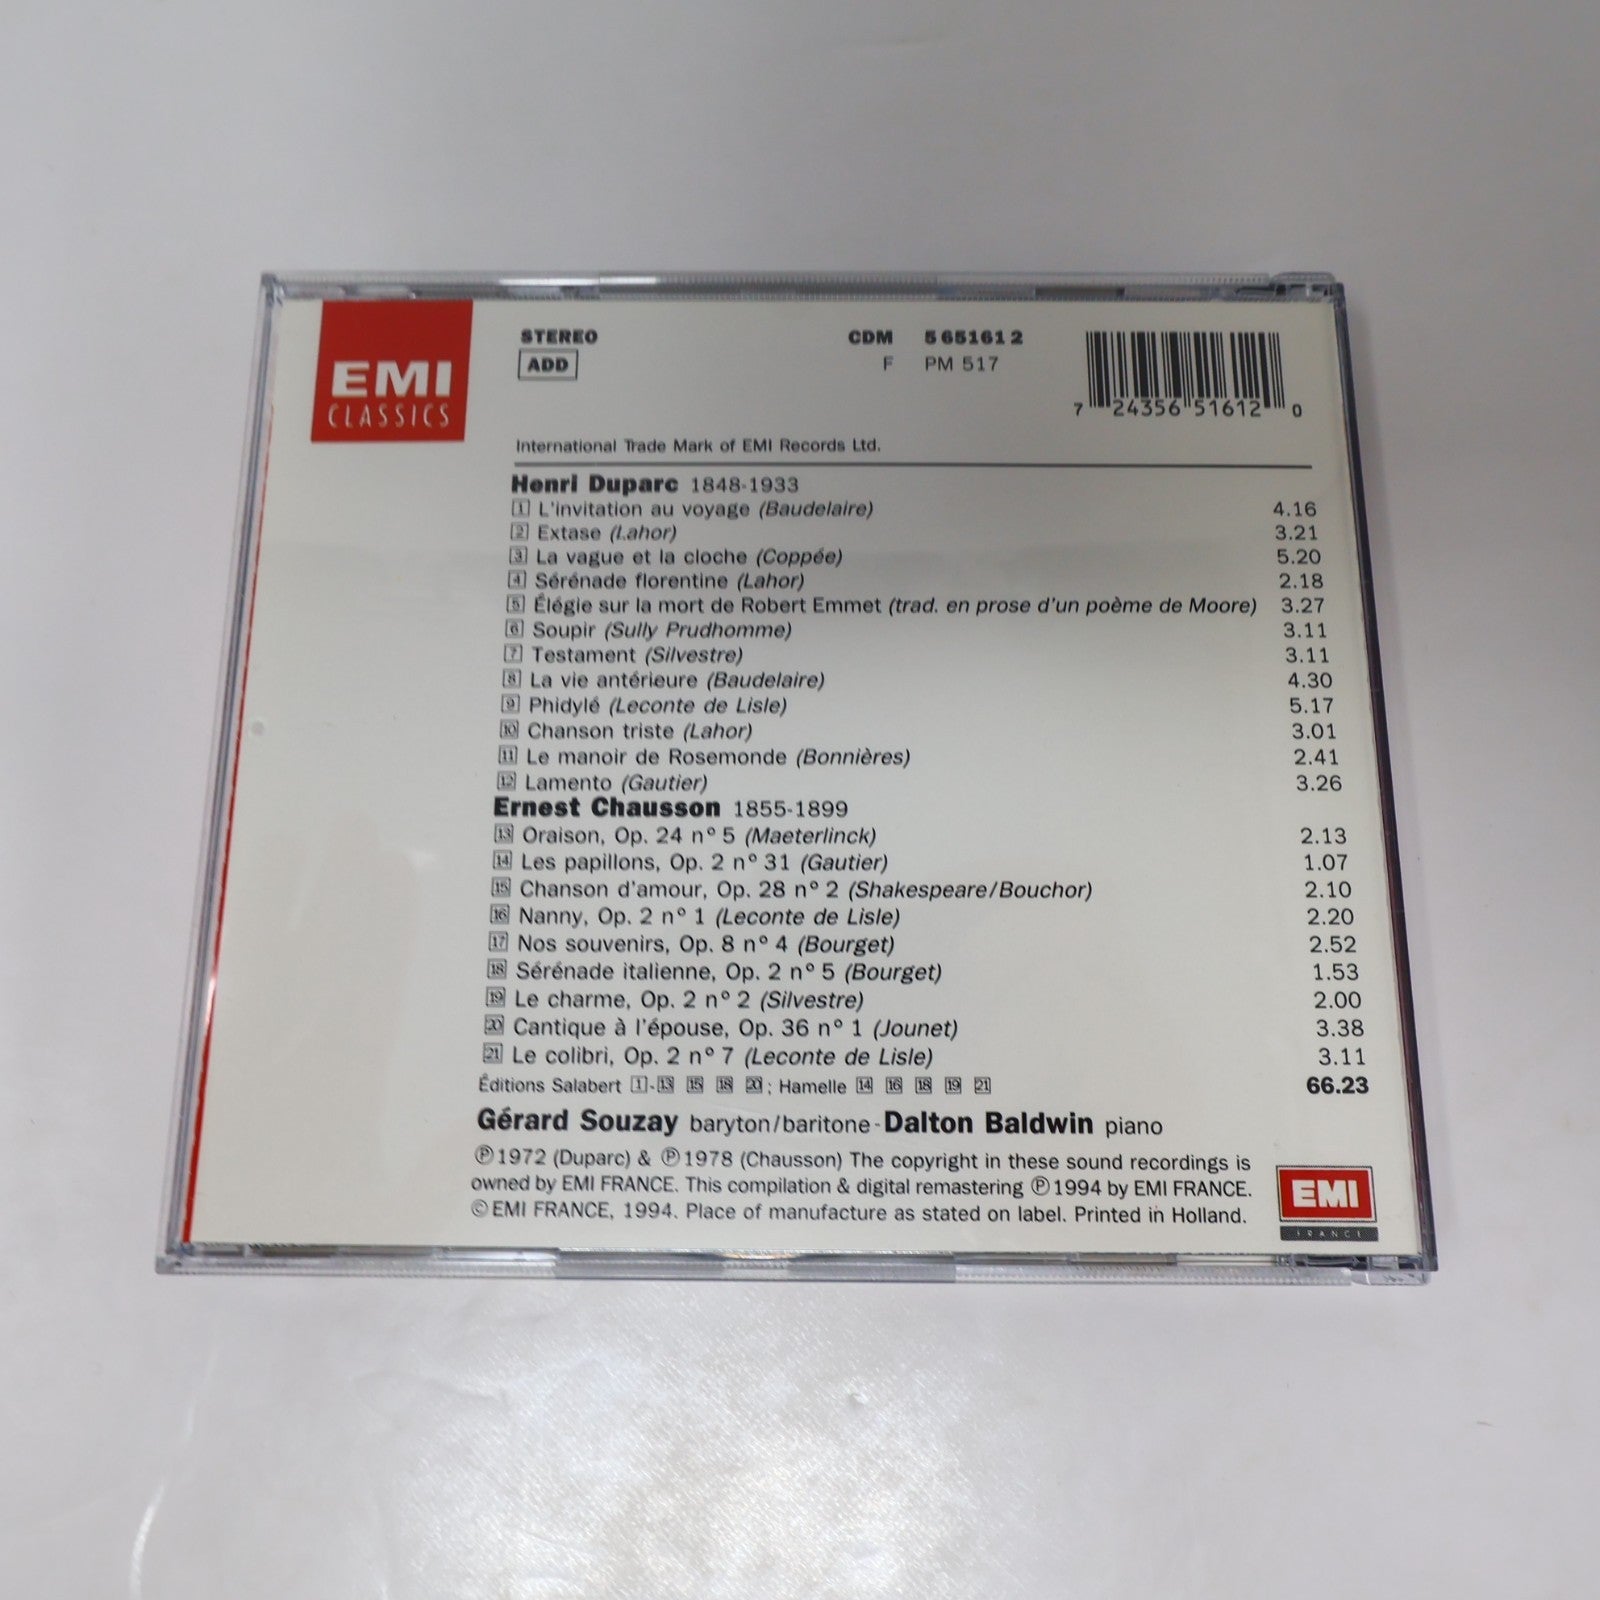 EMI
CLASSICS
STEREO
ADD
CDM 5 65161 2
F PM 517
7 24356 51612 0
International Trade Mark of EMI Records Ltd.
Henri Duparc 1848-1933
1 L'invitation au voyage (Baudelaire) 4.16
2 Extase (Lahor) 3.21
3 La vague et la cloche (Coppée) 5.20
4 Sérénade florentine (Lahor) 2.18
5 Élégie sur la mort de Robert Emmet (trad. en prose d'un poème de Moore) 3.27
6 Soupir (Sully Prudhomme) 3.11
7 Testament (Silvestre) 3.11
8 La vie antérieure (Baudelaire) 4.30
9 Phidylé (Leconte de Lisle) 5.17
10 Chanson triste (Lahor) 3.01
11 Le manoir de Rosemonde (Bonnières) 2.41
12 Lamento (Gautier) 3.26
Ernest Chausson 1855-1899
13 Oraison, Op. 24 n° 5 (Maeterlinck) 2.13
14 Les papillons, Op. 2 n° 31 (Gautier) 1.07
15 Chanson d'amour, Op. 28 n° 2 (Shakespeare/Bouchor) 2.10
16 Nanny, Op. 2 n° 1 (Leconte de Lisle) 2.20
17 Nos souvenirs, Op. 8 n° 4 (Bourget) 2.52
18 Sérénade italienne, Op. 2 n° 5 (Bourget) 1.53
19 Le charme, Op. 2 n° 2 (Silvestre) 2.00
20 Cantique à l'épouse, Op. 36 n° 1 (Jounet) 3.38
21 Le colibri, Op. 2 n° 7 (Leconte de Lisle) 3.11
Éditions Salabert 1-13 15 18 20 ; Hamelle 14 16 18 19 21 66.23
Gérard Souzay baryton/baritone - Dalton Baldwin piano
℗ 1972 (Duparc) & ℗ 1978 (Chausson) The copyright in these sound recordings is
owned by EMI FRANCE. This compilation & digital remastering ℗ 1994 by EMI FRANCE.
© EMI FRANCE, 1994. Place of manufacture as stated on label. Printed in Holland.
EMI
FRANCE